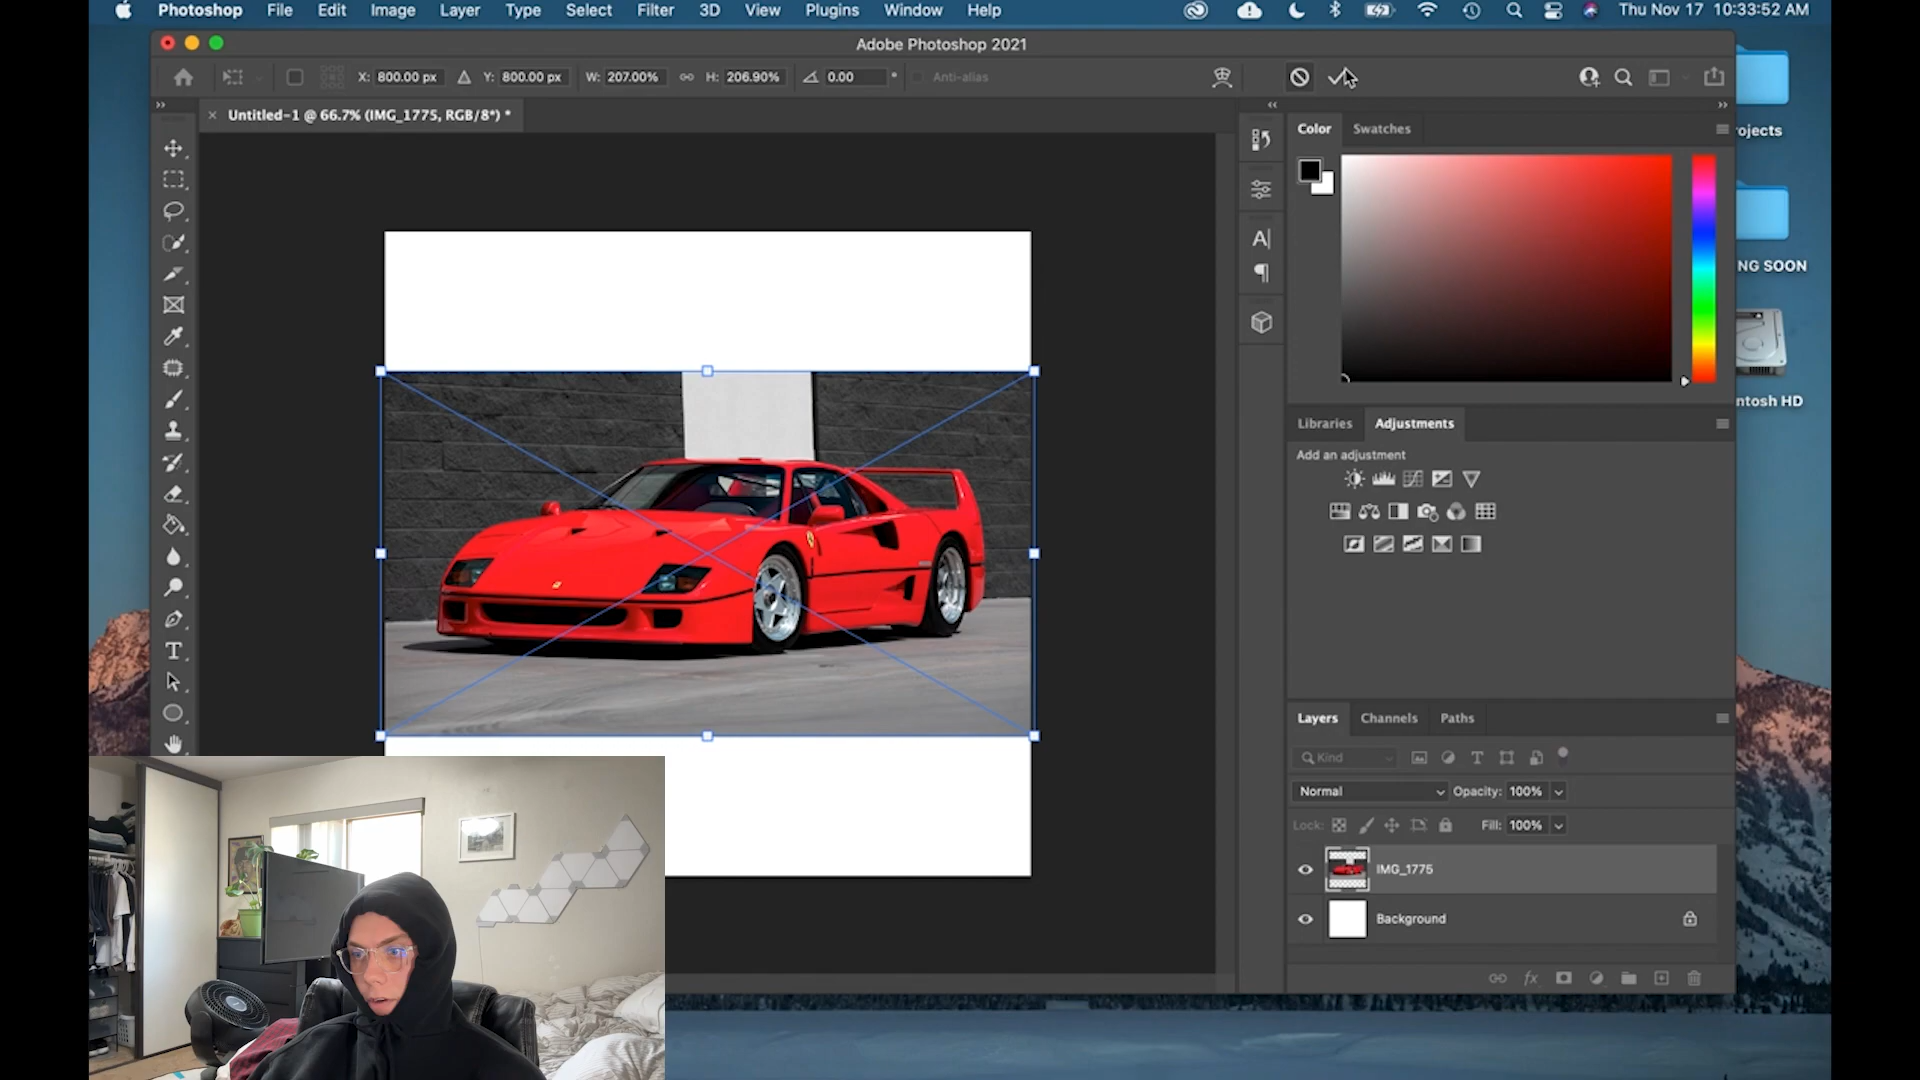 Photoshop File Edit Image Layer Type Select Filter 3D View Plugins Window Help Thu Nov 17 10:33:52 AM
Adobe Photoshop 2021
X: 800.00 px Y: 800.00 px W: 207.00% H: 206.90% 0.00 ° Anti-alias
× Untitled-1 @ 66.7% (IMG_1775, RGB/8*) *
Color Swatches
rojects
NG SOON
ntosh HD
Libraries Adjustments
Add an adjustment
Layers Channels Paths
Kind
Normal Opacity: 100%
Lock: Fill: 100%
IMG_1775
Background